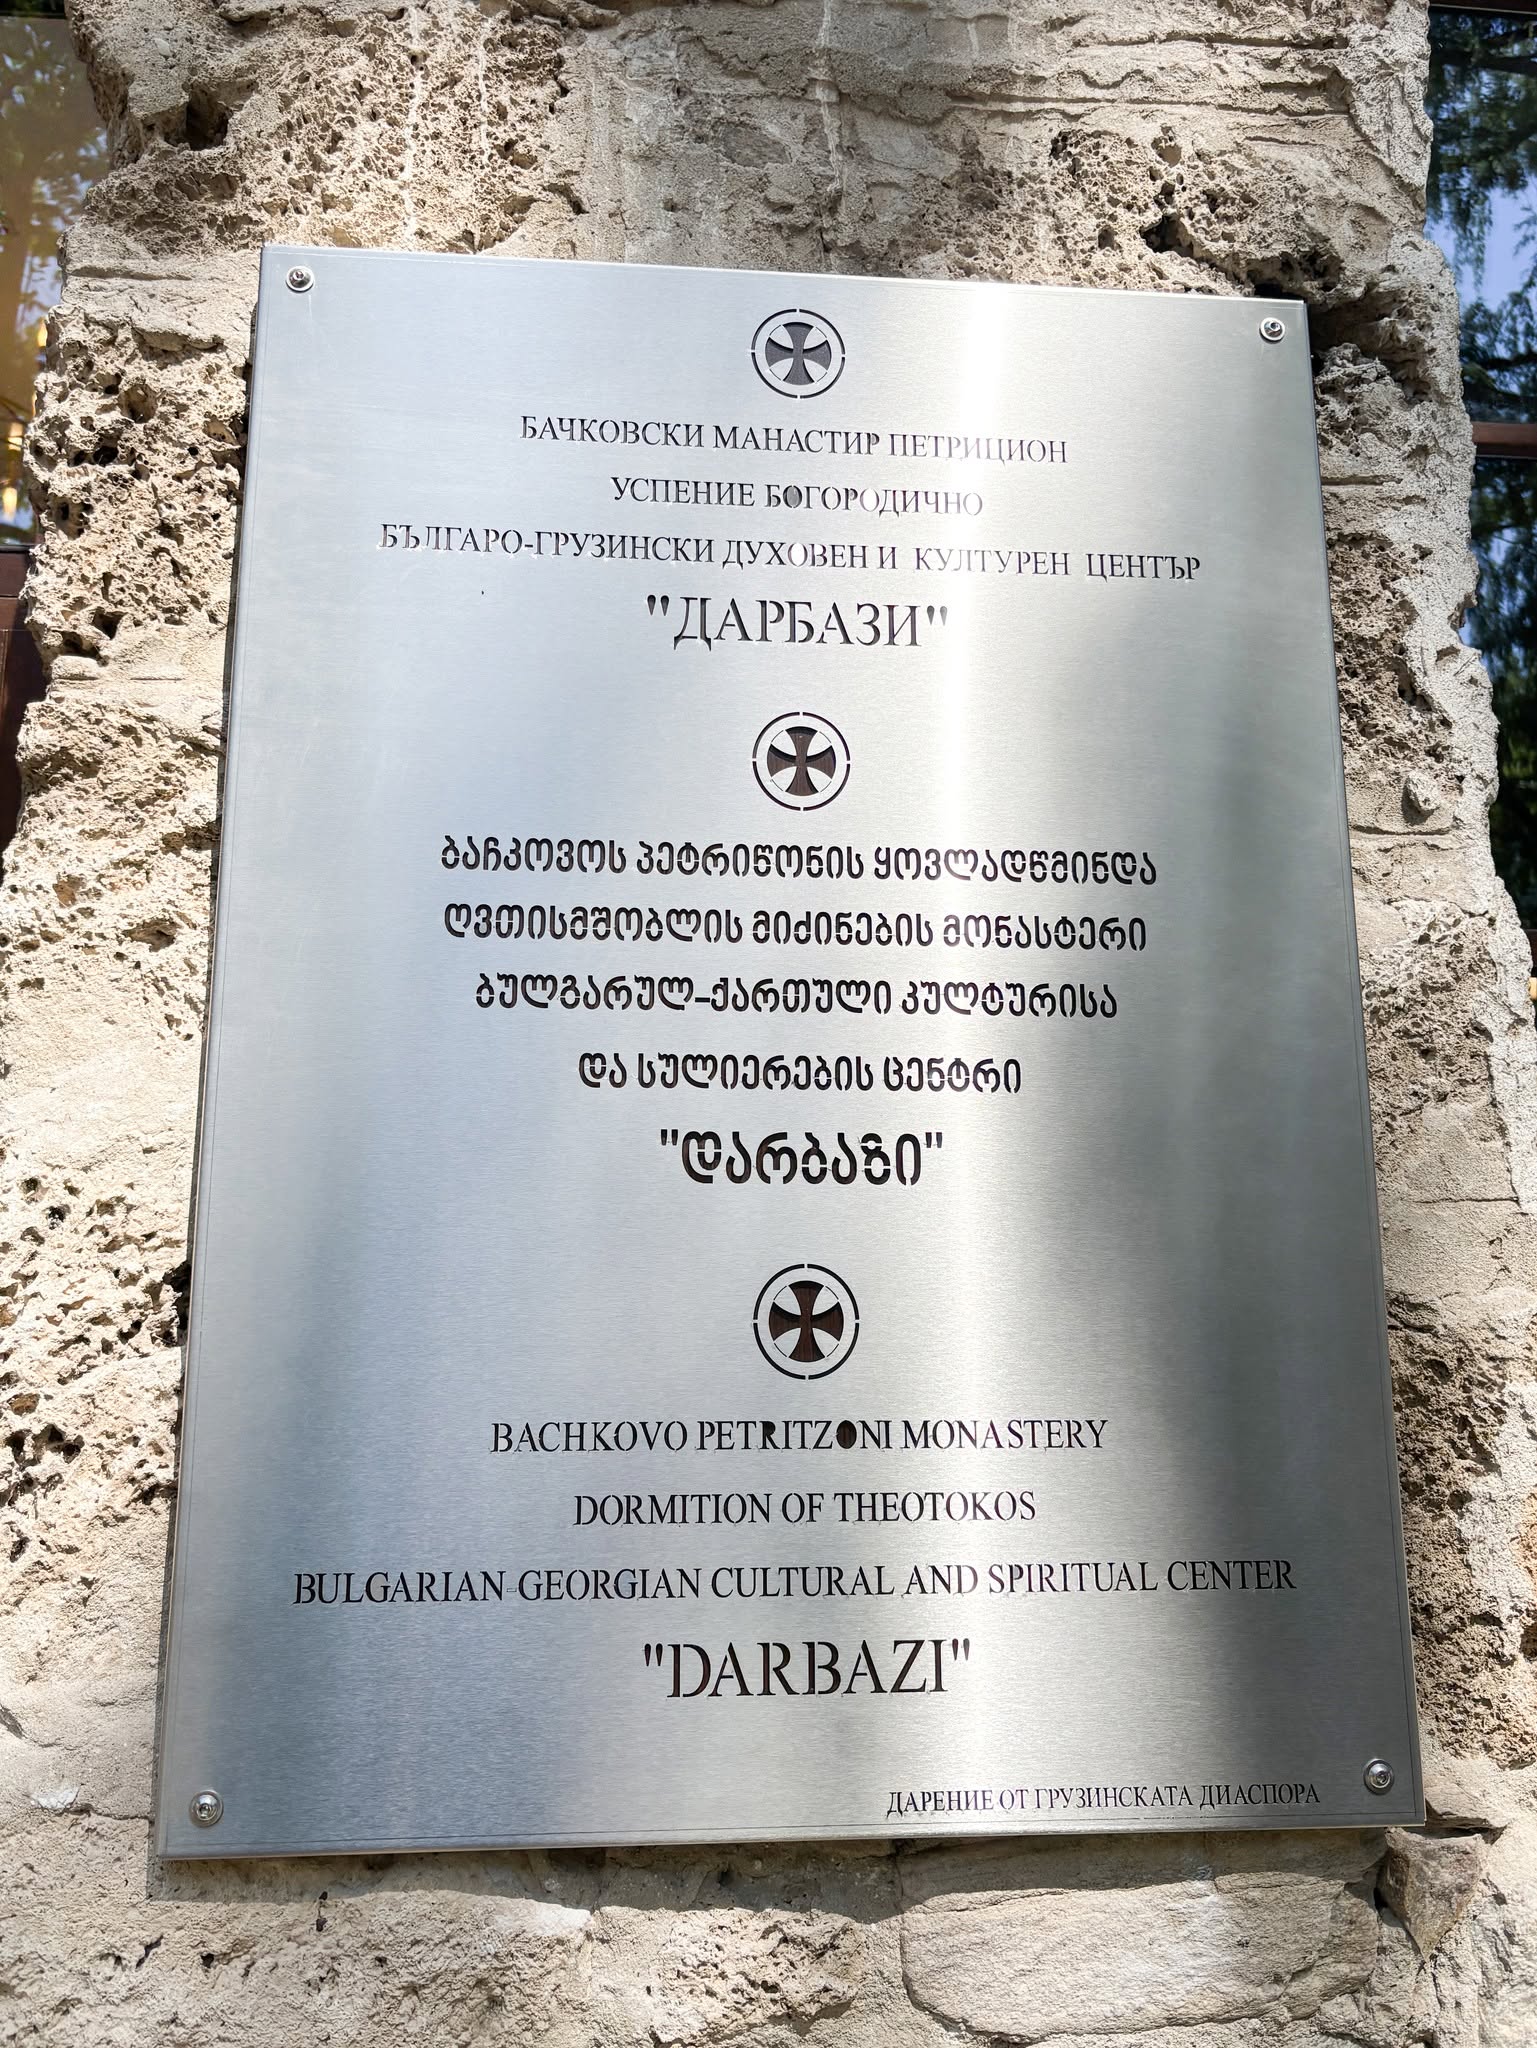 БАЧКОВСКИ МАНАСТИР ПЕТРИЦИОН
УСПЕНИЕ БОГОРОДИЧНО
БЪЛГАРО-ГРУЗИНСКИ ДУХОВЕН И КУЛТУРЕН ЦЕНТЪР
"ДАРБАЗИ"
ბაჩკოვოს პეტრიწონის ყოვლადწმინდა
ღვთისმშობლის მიძინების მონასტერი
ბულგარულ-ქართული კულტურისა
და სულიერების ცენტრი
"დარბაზი"
BACHKOVO PETRITZONI MONASTERY
DORMITION OF THEOTOKOS
BULGARIAN-GEORGIAN CULTURAL AND SPIRITUAL CENTER
"DARBAZI"
ДАРЕНИЕ ОТ ГРУЗИНСКАТА ДИАСПОРА